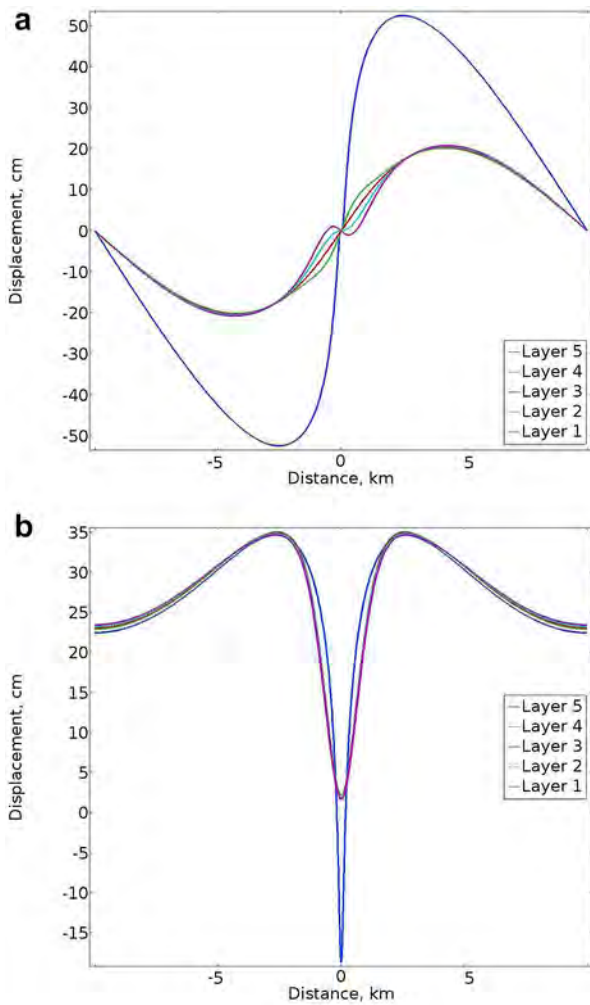 a
50
40
30
20
10
0
-10
-20
-30
-40
-50
Displacement, cm
Layer 5
Layer 4
Layer 3
Layer 2
Layer 1
-5
0
5
Distance, km
b
35
30
25
20
15
10
5
0
-5
-10
-15
Displacement, cm
Layer 5
Layer 4
Layer 3
Layer 2
Layer 1
-5
0
5
Distance, km